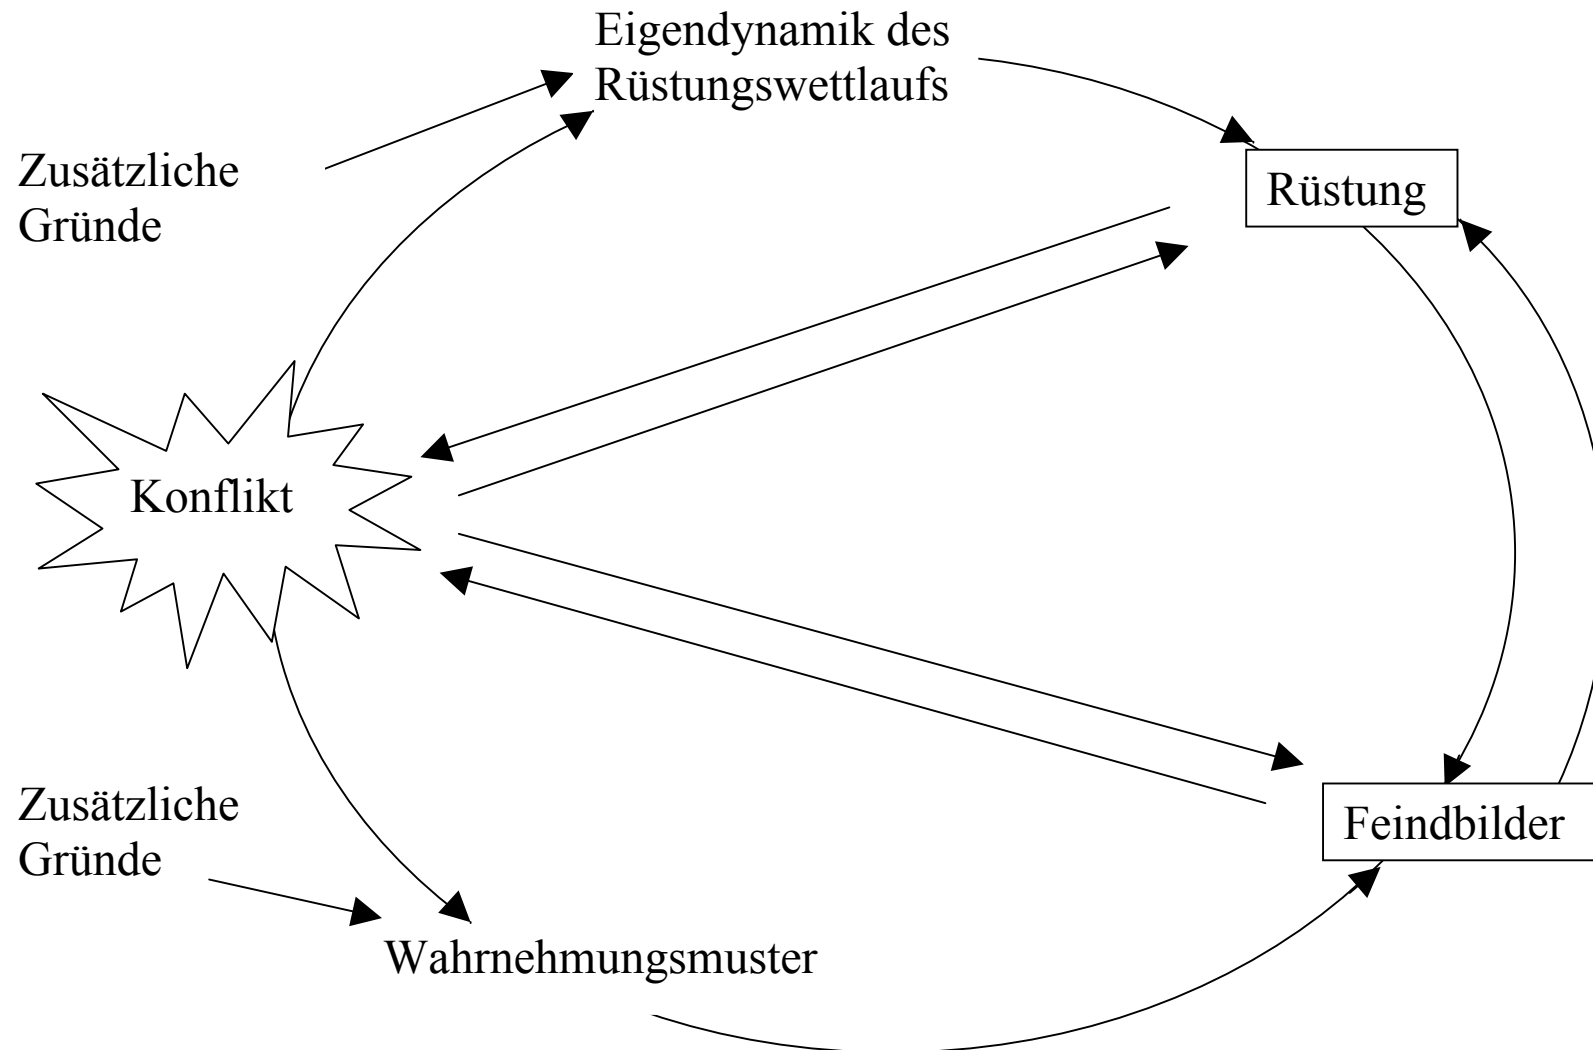 Eigendynamik des
Rüstungswettlaufs
Zusätzliche
Gründe
Rüstung
Konflikt
Zusätzliche
Gründe
Feindbilder
Wahrnehmungsmuster